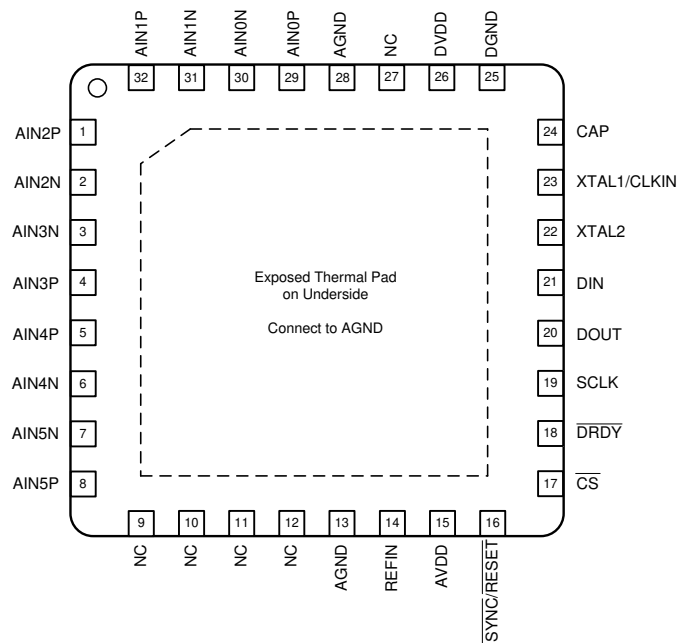 AIN1P
AIN1N
AIN0N
AIN0P
AGND
NC
DVDD
DGND
32 31 30 29 28 27 26 25
AIN2P 1 24 CAP
AIN2N 2 23 XTAL1/CLKIN
AIN3N 3 22 XTAL2
AIN3P 4 21 DIN
AIN4P 5 20 DOUT
AIN4N 6 19 SCLK
AIN5N 7 18 DRDY
AIN5P 8 17 CS
Exposed Thermal Pad
on Underside
Connect to AGND
9 10 11 12 13 14 15 16
NC
NC
NC
NC
AGND
REFIN
AVDD
SYNC/RESET